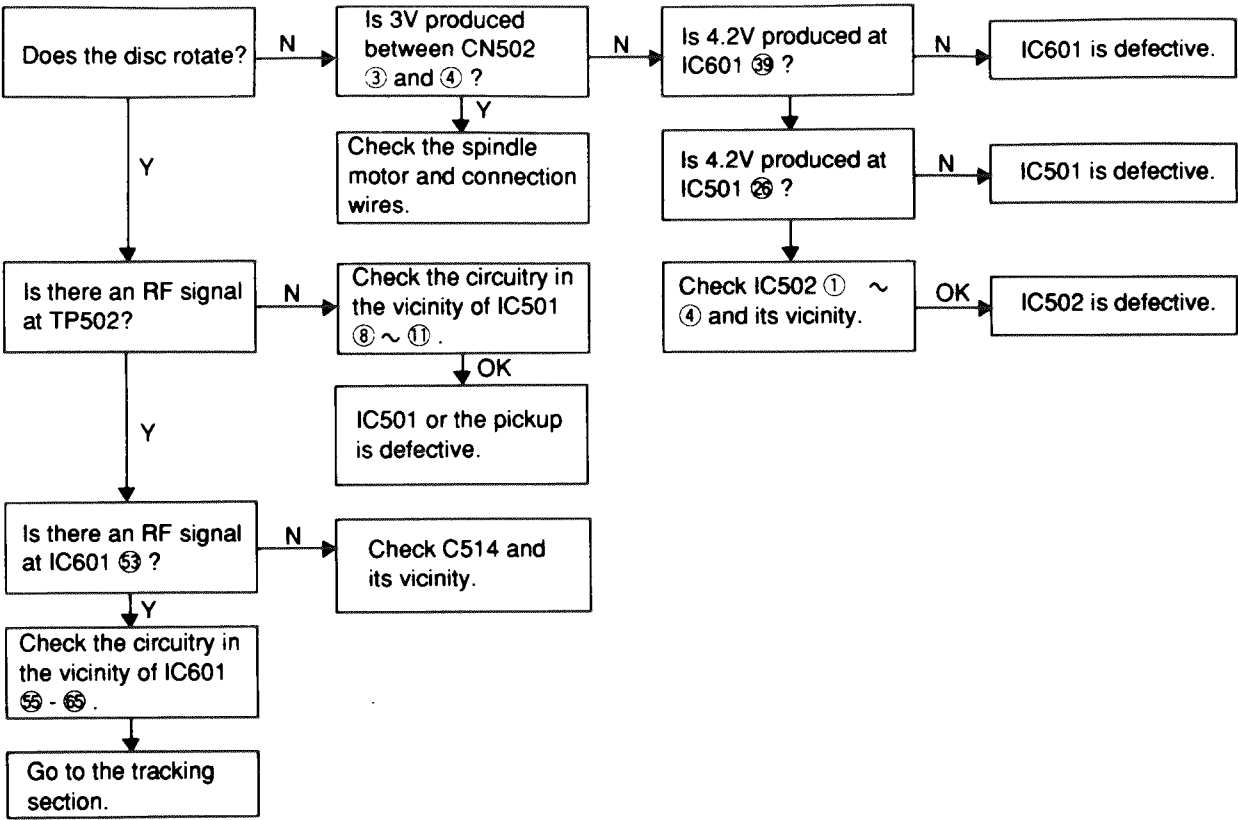 Does the disc rotate?
N
Is 3V produced
between CN502
③ and ④ ?
N
Is 4.2V produced at
IC601 ㊴ ?
N
IC601 is defective.
Y
Check the spindle
motor and connection
wires.
Is 4.2V produced at
IC501 ㉖ ?
N
IC501 is defective.
Y
Is there an RF signal
at TP502?
N
Check the circuitry in
the vicinity of IC501
⑧ ~ ⑪ .
Check IC502 ① ~
④ and its vicinity.
OK
IC502 is defective.
OK
IC501 or the pickup
is defective.
Y
Is there an RF signal
at IC601 53 ?
N
Check C514 and
its vicinity.
Y
Check the circuitry in
the vicinity of IC601
55 - 65 .
Go to the tracking
section.